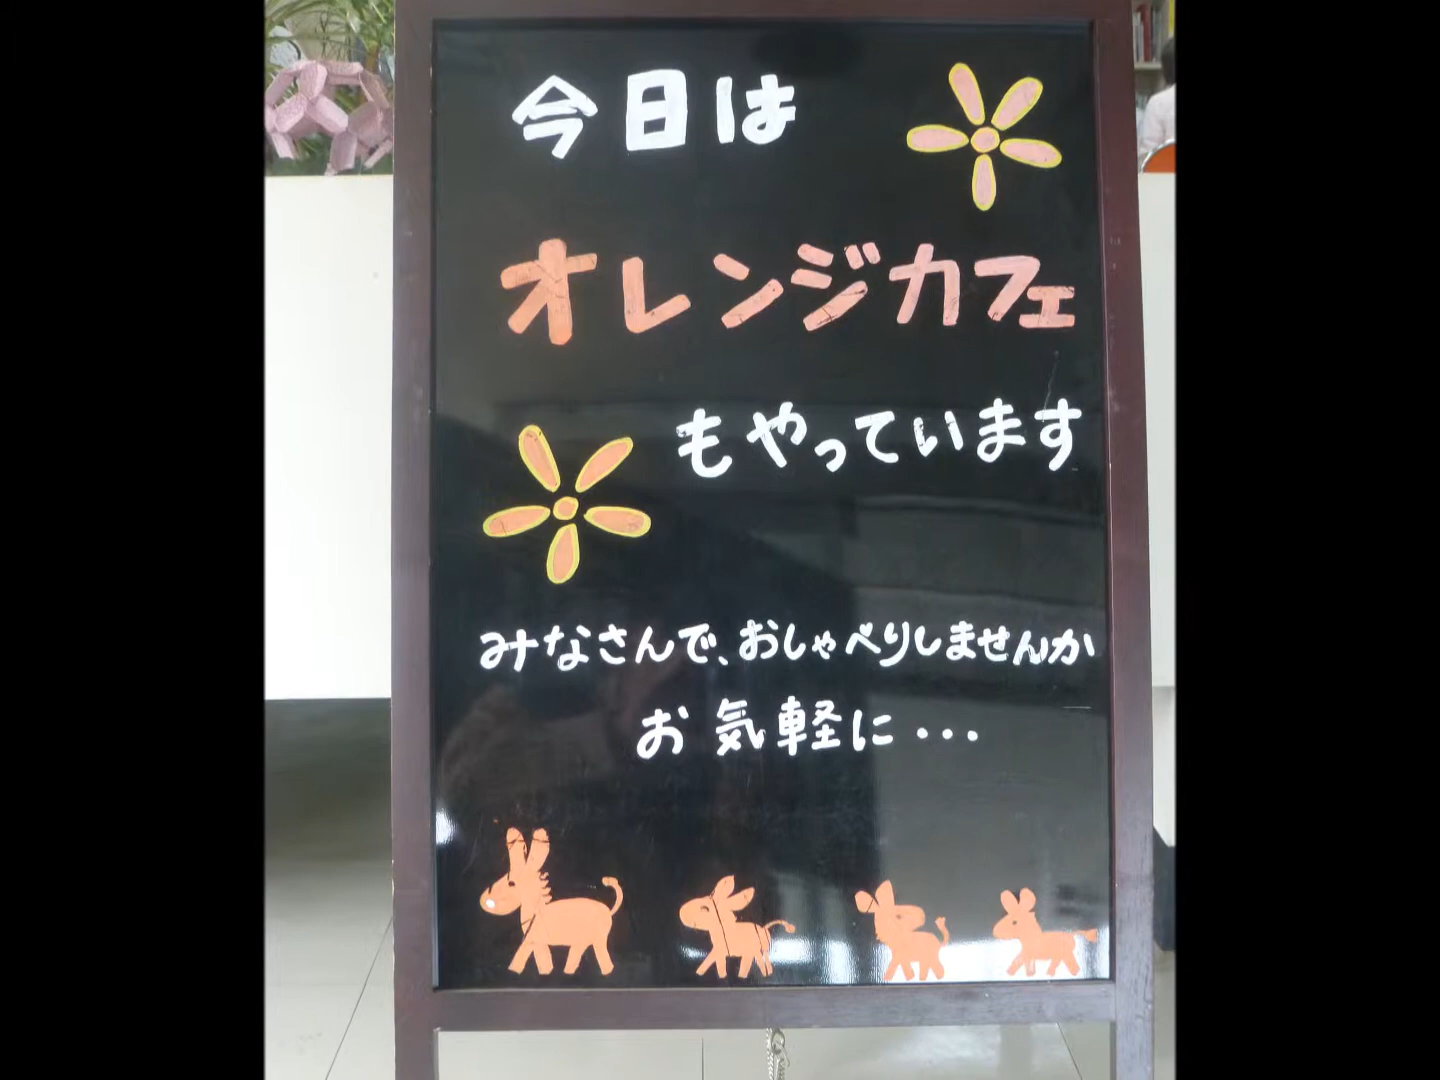 今日は
オレンジカフェ
もやっています
みなさんで、おしゃべりしませんか
お気軽に・・・